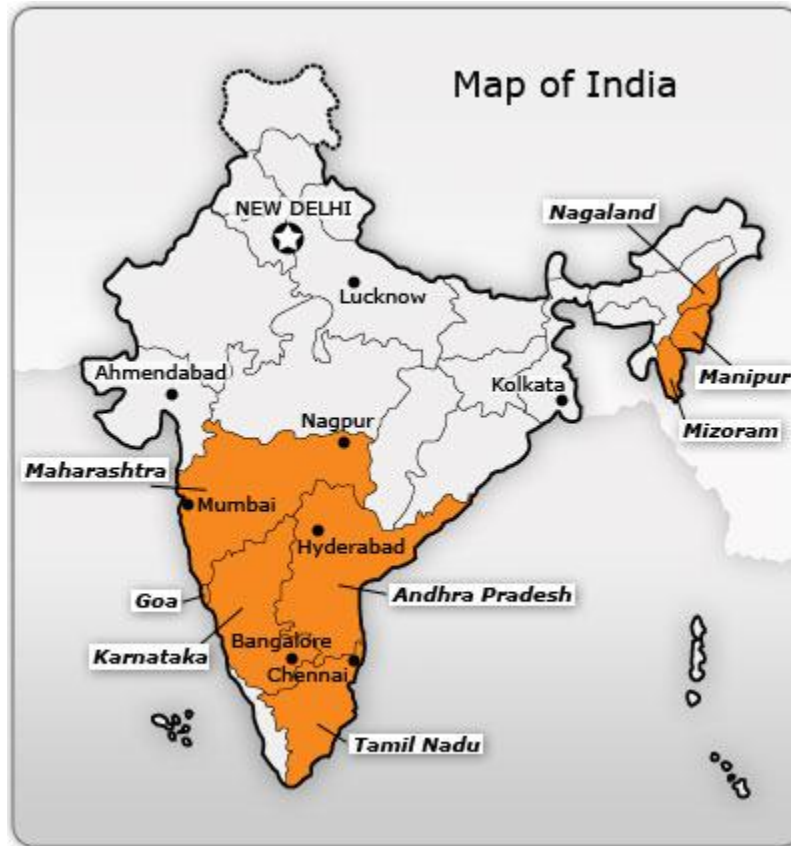 Map of India
NEW DELHI
Nagaland
Lucknow
Ahmendabad
Kolkata
Manipur
Nagpur
Mizoram
Maharashtra
Mumbai
Hyderabad
Goa
Andhra Pradesh
Bangalore
Karnataka
Chennai
Tamil Nadu